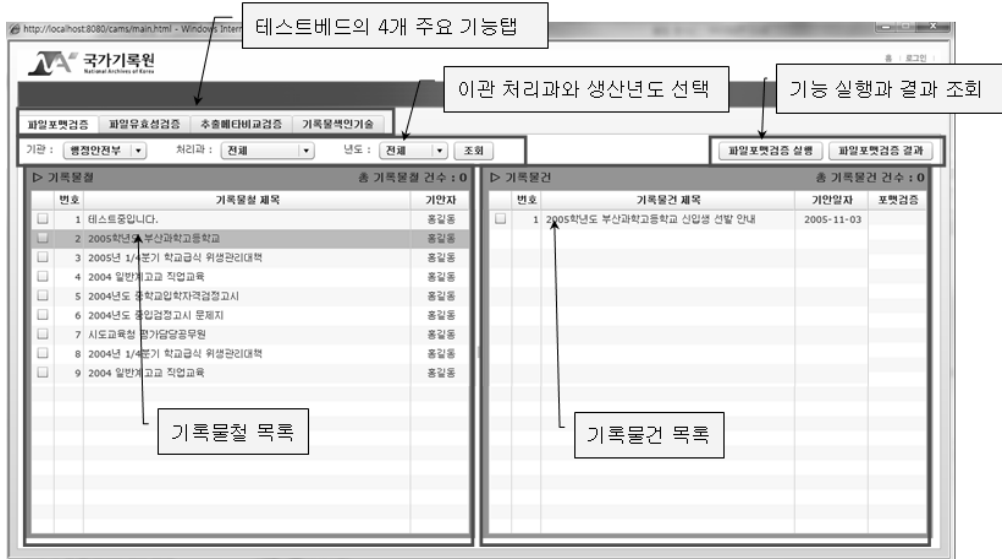 테스트베드의 4개 주요 기능탭
http://localhost:8080/cams/main.html - Windows Intern
국가기록원
National Archives of Korea
홈 | 로그인
이관 처리과와 생산년도 선택
기능 실행과 결과 조회
파일포맷검증 파일유효성검증 추출메타비교검증 기록물색인기술
기관 : 행정안전부 처리과 : 전체 년도 : 전체 조회 파일포맷검증 실행 파일포맷검증 결과
▷ 기록물철 총 기록물철 건수 : 0
번호 기록물철 제목 기안자
1 테스트중입니다. 홍길동
2 2005학년도 부산과학고등학교 홍길동
3 2005년 1/4분기 학교급식 위생관리대책 홍길동
4 2004 일반계고교 직업교육 홍길동
5 2004년도 중학교입학자격검정고시 홍길동
6 2004년도 중입검정고시 문제지 홍길동
7 시도교육청 평가담당공무원 홍길동
8 2004년 1/4분기 학교급식 위생관리대책 홍길동
9 2004 일반계고교 직업교육 홍길동
기록물철 목록
▷ 기록물건 총 기록물건 건수 : 0
번호 기록물건 제목 기안일자 포맷검증
1 2005학년도 부산과학고등학교 신입생 선발 안내 2005-11-03
기록물건 목록